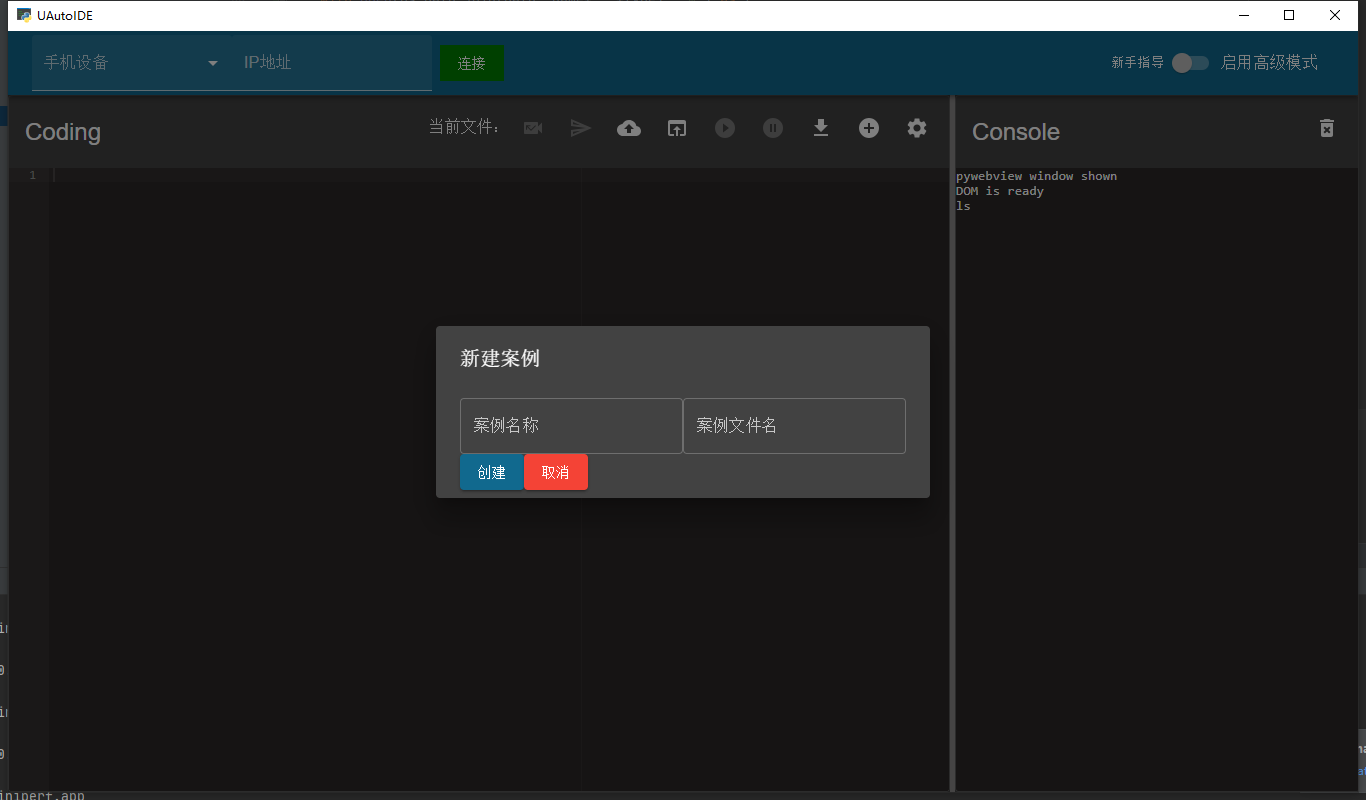 UAutoIDE
手机设备 IP地址 连接 新手指导 启用高级模式
Coding 当前文件： Console
1
pywebview window shown
DOM is ready
ls
新建案例
案例名称 案例文件名
创建 取消